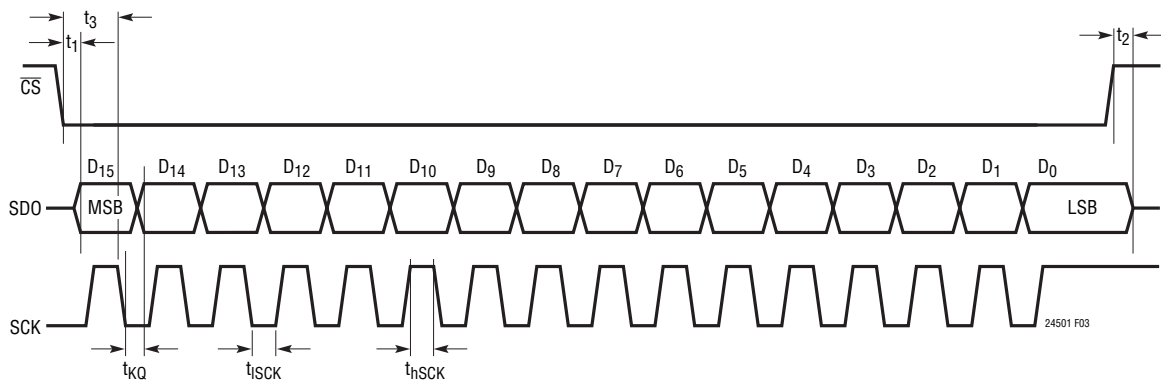 t3
t1
t2
CS
D15 D14 D13 D12 D11 D10 D9 D8 D7 D6 D5 D4 D3 D2 D1 D0
SDO MSB LSB
SCK
24501 F03
tKQ tlSCK thSCK